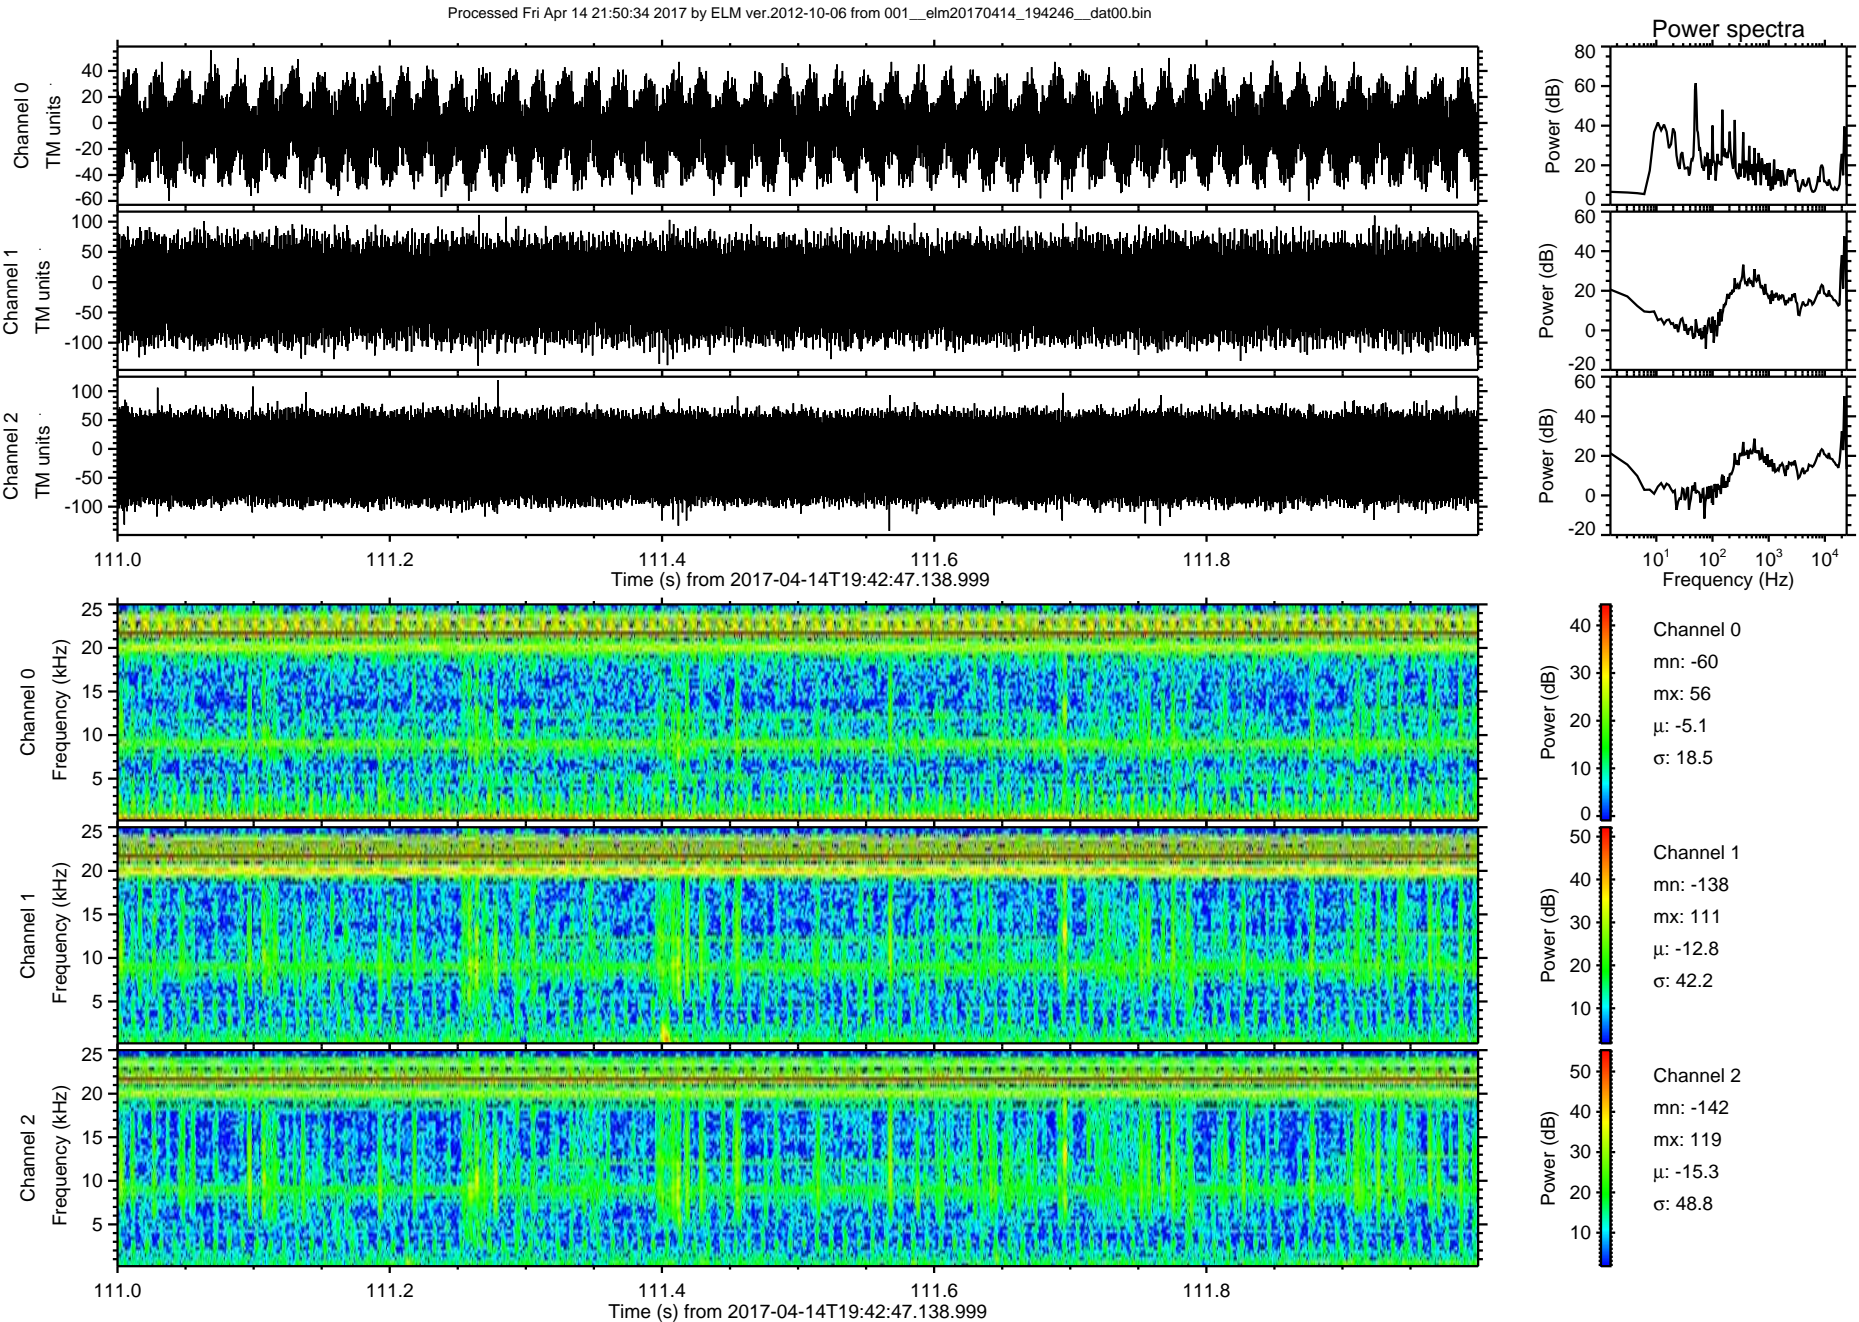 Processed Fri Apr 14 21:50:34 2017 by ELM ver.2012-10-06 from 001__elm20170414_194246__dat00.bin
Power spectra
Channel 0
TM units
40
20
0
-20
-40
-60
Power (dB)
80
60
40
20
0
Channel 1
TM units
100
50
0
-50
-100
Power (dB)
60
40
20
0
-20
Channel 2
TM units
100
50
0
-50
-100
Power (dB)
60
40
20
0
-20
111.0 111.2 111.4 111.6 111.8
Time (s) from 2017-04-14T19:42:47.138.999
10^1 10^2 10^3 10^4
Frequency (Hz)
Channel 0
Frequency (kHz)
25
20
15
10
5
Power (dB)
40
30
20
10
0
Channel 0
mn: -60
mx: 56
µ: -5.1
σ: 18.5
Channel 1
Frequency (kHz)
25
20
15
10
5
Power (dB)
50
40
30
20
10
Channel 1
mn: -138
mx: 111
µ: -12.8
σ: 42.2
Channel 2
Frequency (kHz)
25
20
15
10
5
Power (dB)
50
40
30
20
10
Channel 2
mn: -142
mx: 119
µ: -15.3
σ: 48.8
111.0 111.2 111.4 111.6 111.8
Time (s) from 2017-04-14T19:42:47.138.999